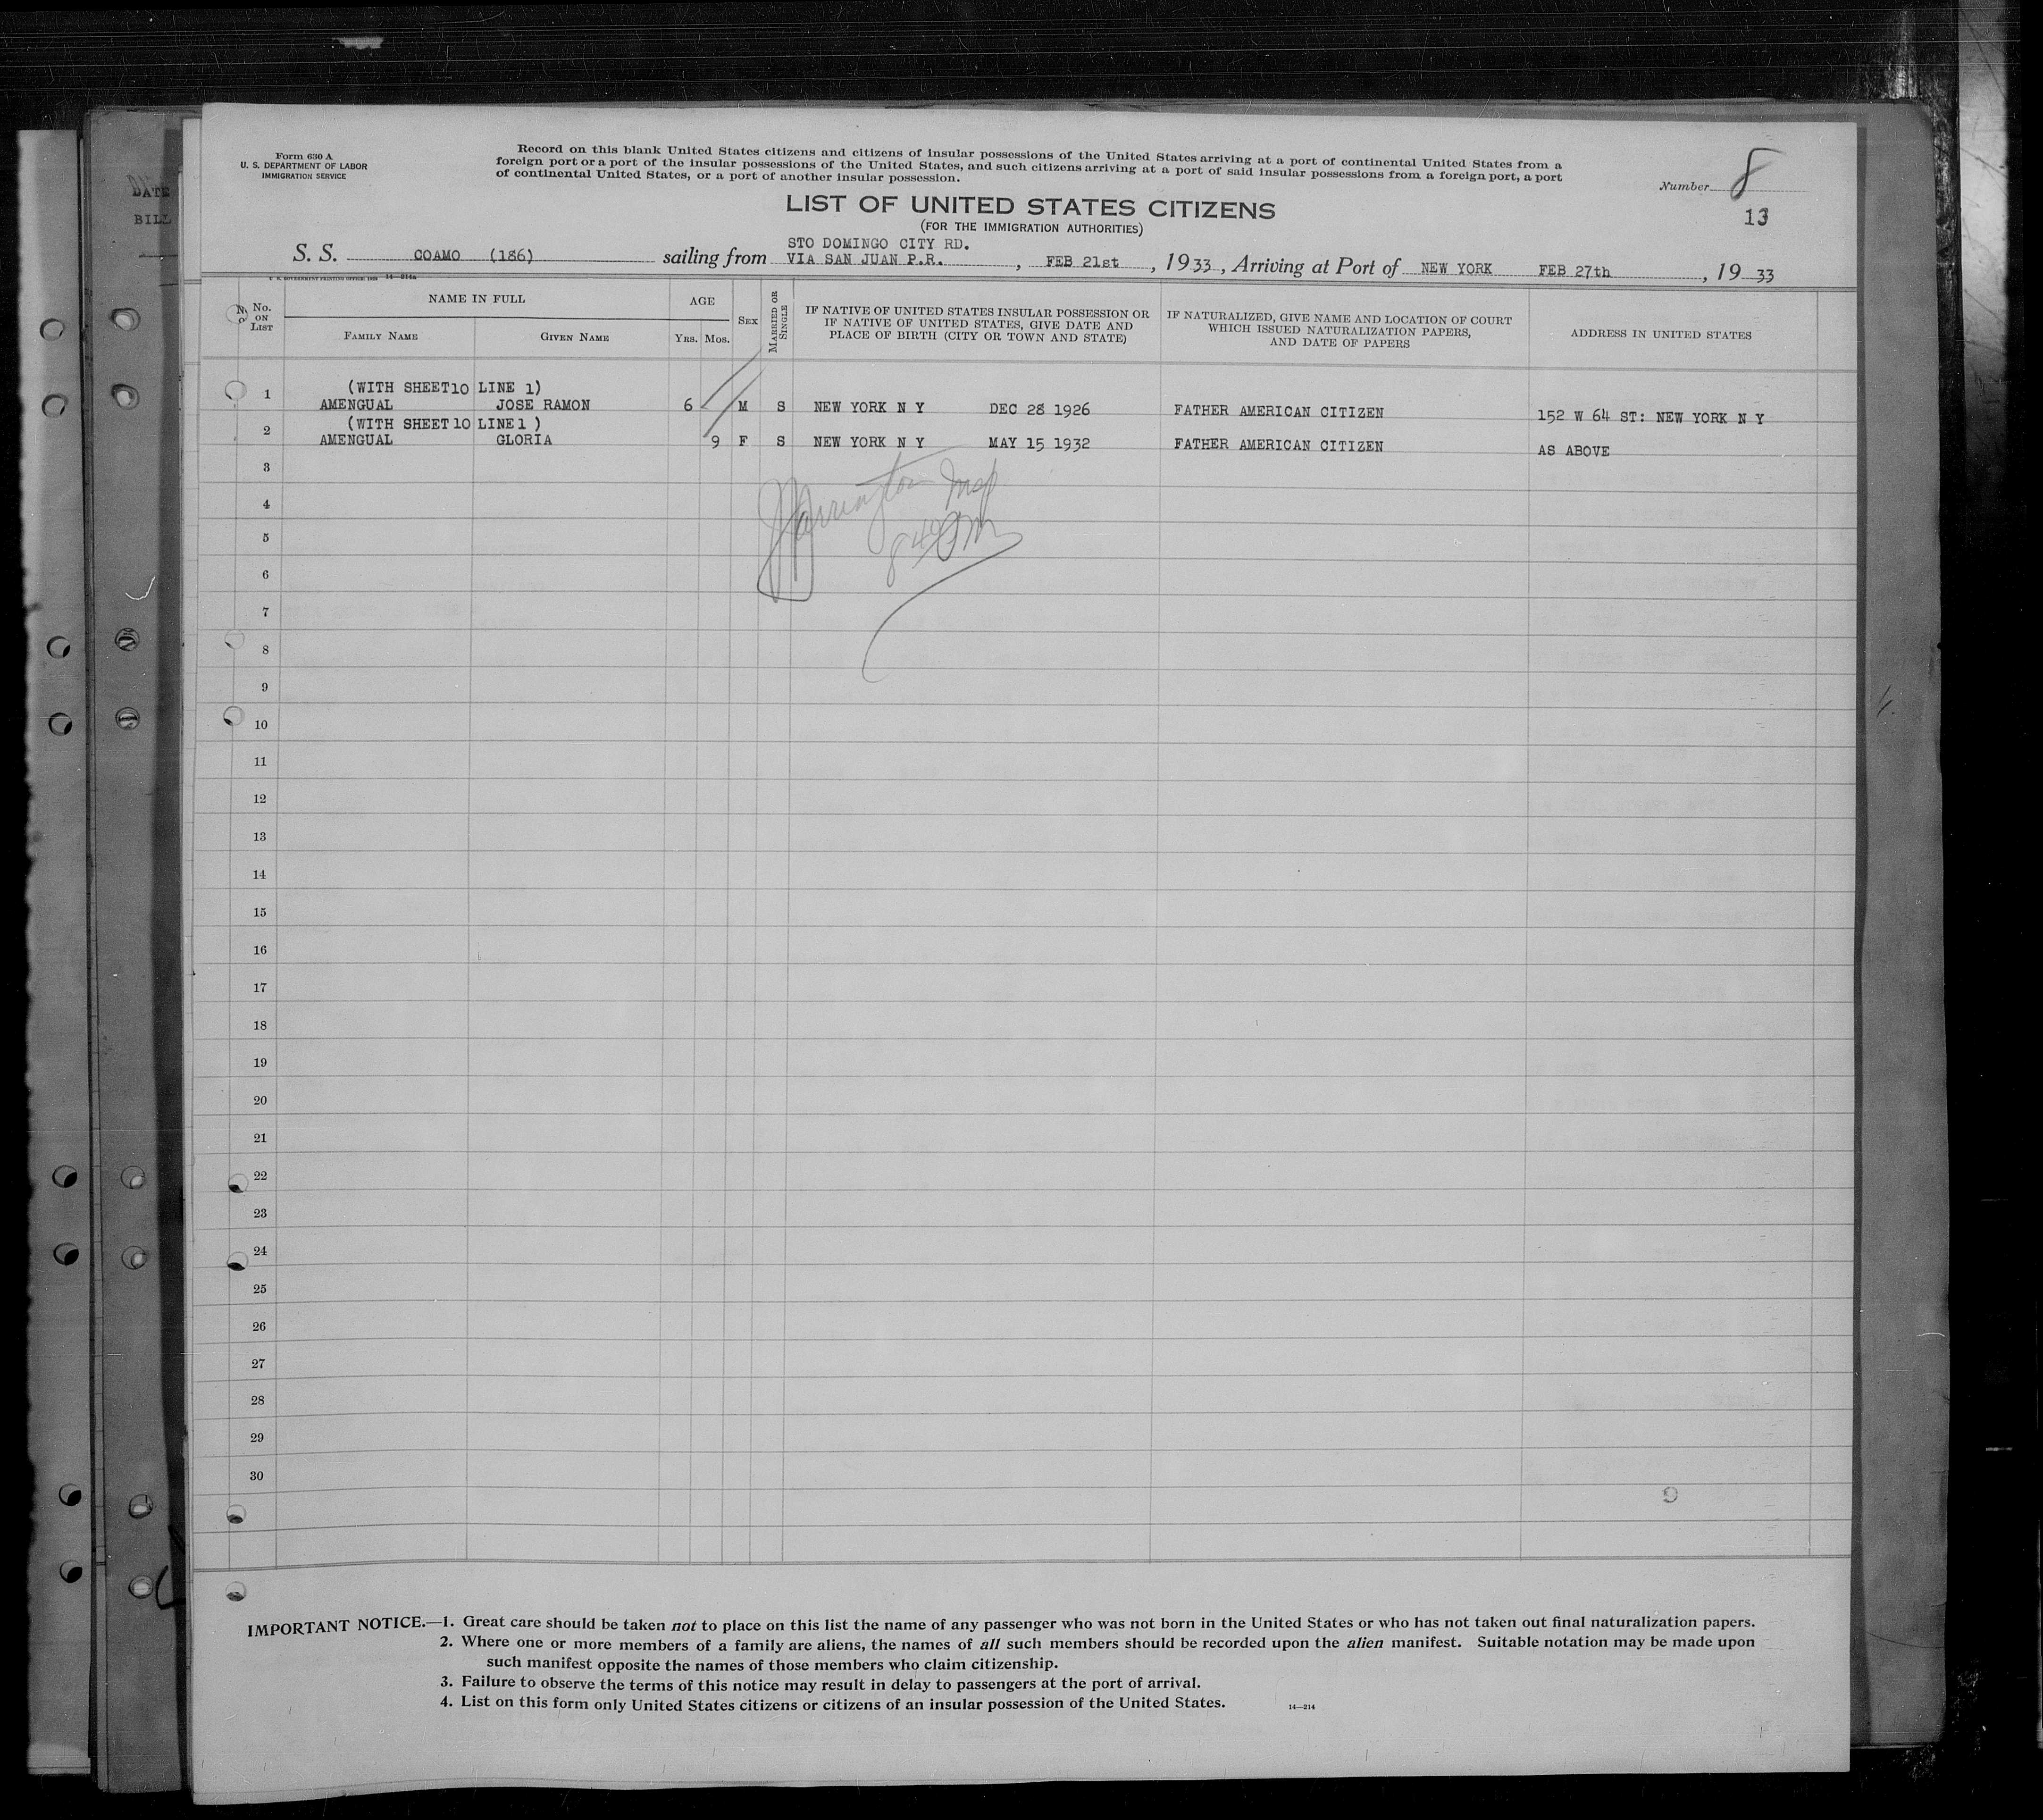 DATE
BILL
Form 630 A
U. S. DEPARTMENT OF LABOR
IMMIGRATION SERVICE
Record on this blank United States citizens and citizens of insular possessions of the United States arriving at a port of continental United States from a
foreign port or a port of the insular possessions of the United States, and such citizens arriving at a port of said insular possessions from a foreign port, a port
of continental United States, or a port of another insular possession.
Number 8
13
LIST OF UNITED STATES CITIZENS
(FOR THE IMMIGRATION AUTHORITIES)
STO DOMINGO CITY RD.
S. S. COAMO (186) sailing from VIA SAN JUAN P.R. , FEB 21st , 1933 , Arriving at Port of NEW YORK FEB 27th , 1933
U. S. GOVERNMENT PRINTING OFFICE: 14—214a
No. ON LIST
NAME IN FULL
FAMILY NAME GIVEN NAME
AGE
YRS. MOS.
SEX
MARRIED OR SINGLE
IF NATIVE OF UNITED STATES INSULAR POSSESSION OR
IF NATIVE OF UNITED STATES, GIVE DATE AND
PLACE OF BIRTH (CITY OR TOWN AND STATE)
IF NATURALIZED, GIVE NAME AND LOCATION OF COURT
WHICH ISSUED NATURALIZATION PAPERS,
AND DATE OF PAPERS
ADDRESS IN UNITED STATES
(WITH SHEET 10 LINE 1)
1 AMENGUAL JOSE RAMON 6 M S NEW YORK N Y DEC 28 1926 FATHER AMERICAN CITIZEN 152 W 64 ST: NEW YORK N Y
(WITH SHEET 10 LINE 1 )
2 AMENGUAL GLORIA 9 F S NEW YORK N Y MAY 15 1932 FATHER AMERICAN CITIZEN AS ABOVE
3
4
5
6
7
8
9
10
11
12
13
14
15
16
17
18
19
20
21
22
23
24
25
26
27
28
29
30
9
IMPORTANT NOTICE.—1. Great care should be taken not to place on this list the name of any passenger who was not born in the United States or who has not taken out final naturalization papers.
2. Where one or more members of a family are aliens, the names of all such members should be recorded upon the alien manifest. Suitable notation may be made upon
such manifest opposite the names of those members who claim citizenship.
3. Failure to observe the terms of this notice may result in delay to passengers at the port of arrival.
4. List on this form only United States citizens or citizens of an insular possession of the United States.
14—214